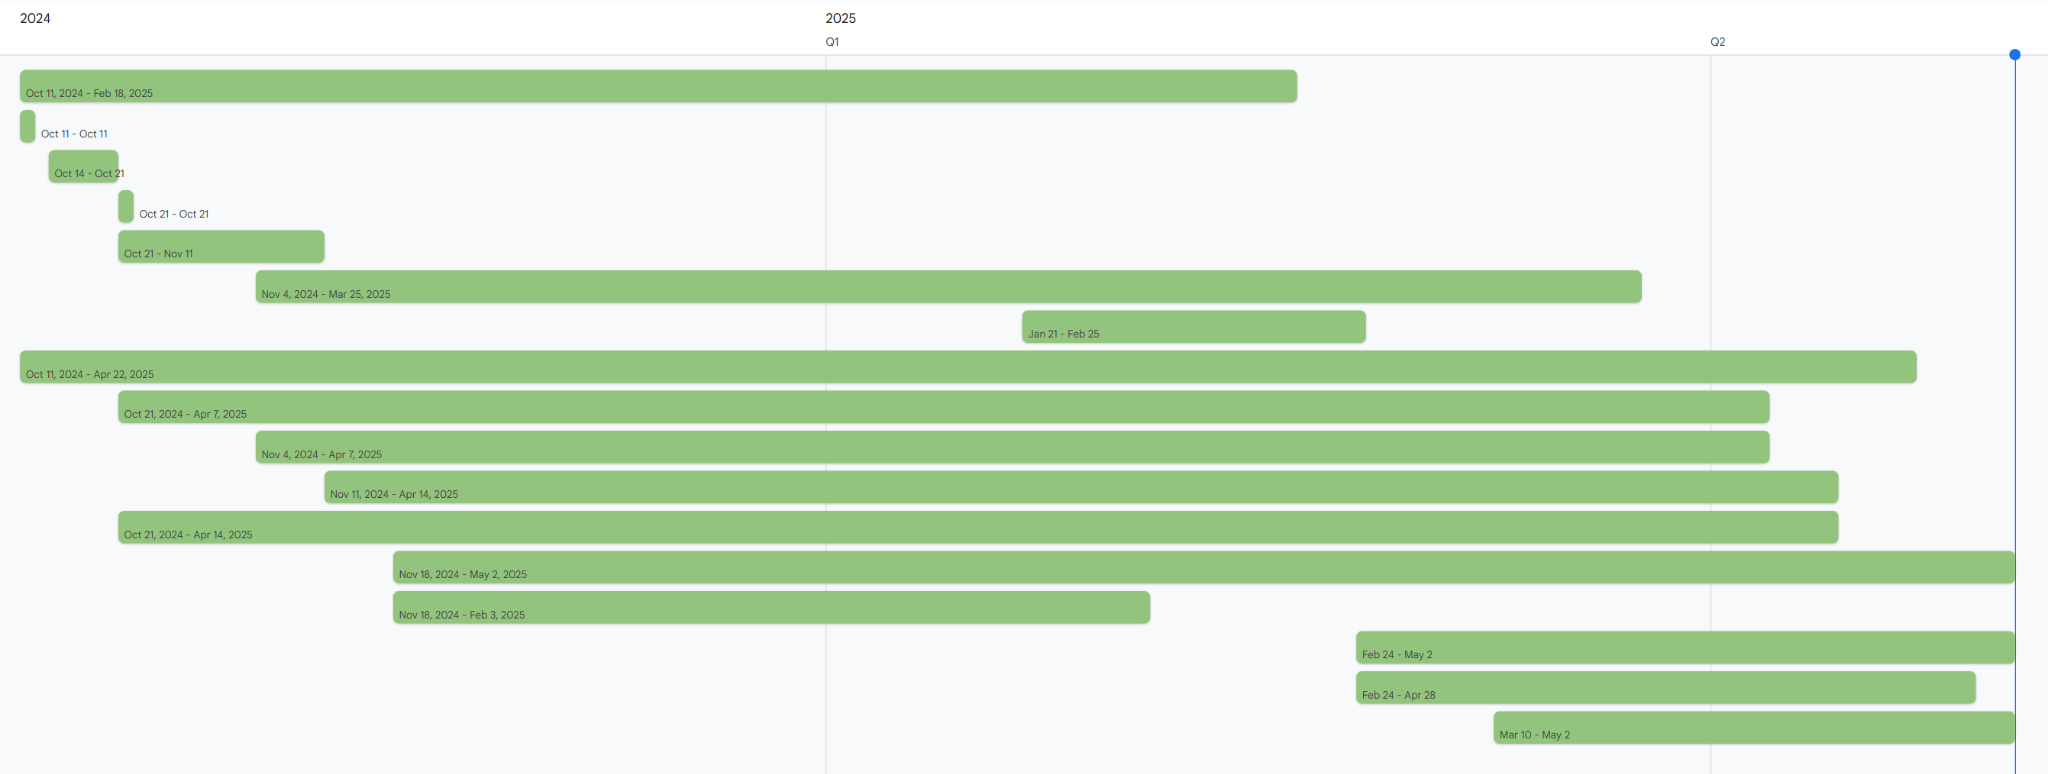 2024
2025
Q1
Q2
Oct 11, 2024 - Feb 18, 2025
Oct 11 - Oct 11
Oct 14 - Oct 21
Oct 21 - Oct 21
Oct 21 - Nov 11
Nov 4, 2024 - Mar 25, 2025
Jan 21 - Feb 25
Oct 11, 2024 - Apr 22, 2025
Oct 21, 2024 - Apr 7, 2025
Nov 4, 2024 - Apr 7, 2025
Nov 11, 2024 - Apr 14, 2025
Oct 21, 2024 - Apr 14, 2025
Nov 18, 2024 - May 2, 2025
Nov 18, 2024 - Feb 3, 2025
Feb 24 - May 2
Feb 24 - Apr 28
Mar 10 - May 2